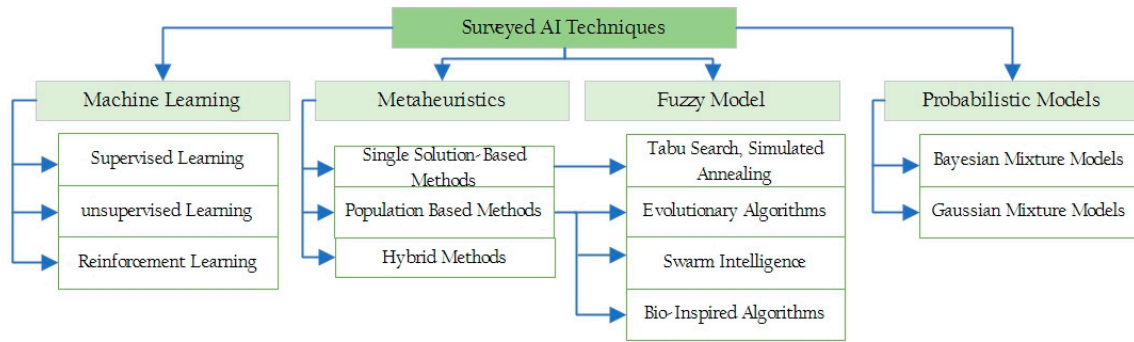 Surveyed AI Techniques
Machine Learning
Metaheuristics
Fuzzy Model
Probabilistic Models
Supervised Learning
unsupervised Learning
Reinforcement Learning
Single Solution-Based
Methods
Population Based Methods
Hybrid Methods
Tabu Search, Simulated
Annealing
Evolutionary Algorithms
Swarm Intelligence
Bio-Inspired Algorithms
Bayesian Mixture Models
Gaussian Mixture Models